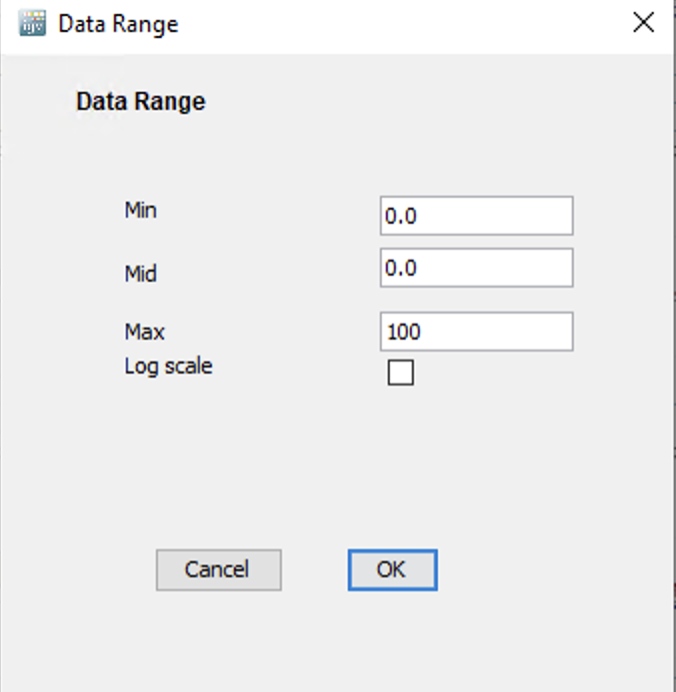 Data Range
Data Range
Min 0.0
Mid 0.0
Max 100
Log scale
Cancel OK